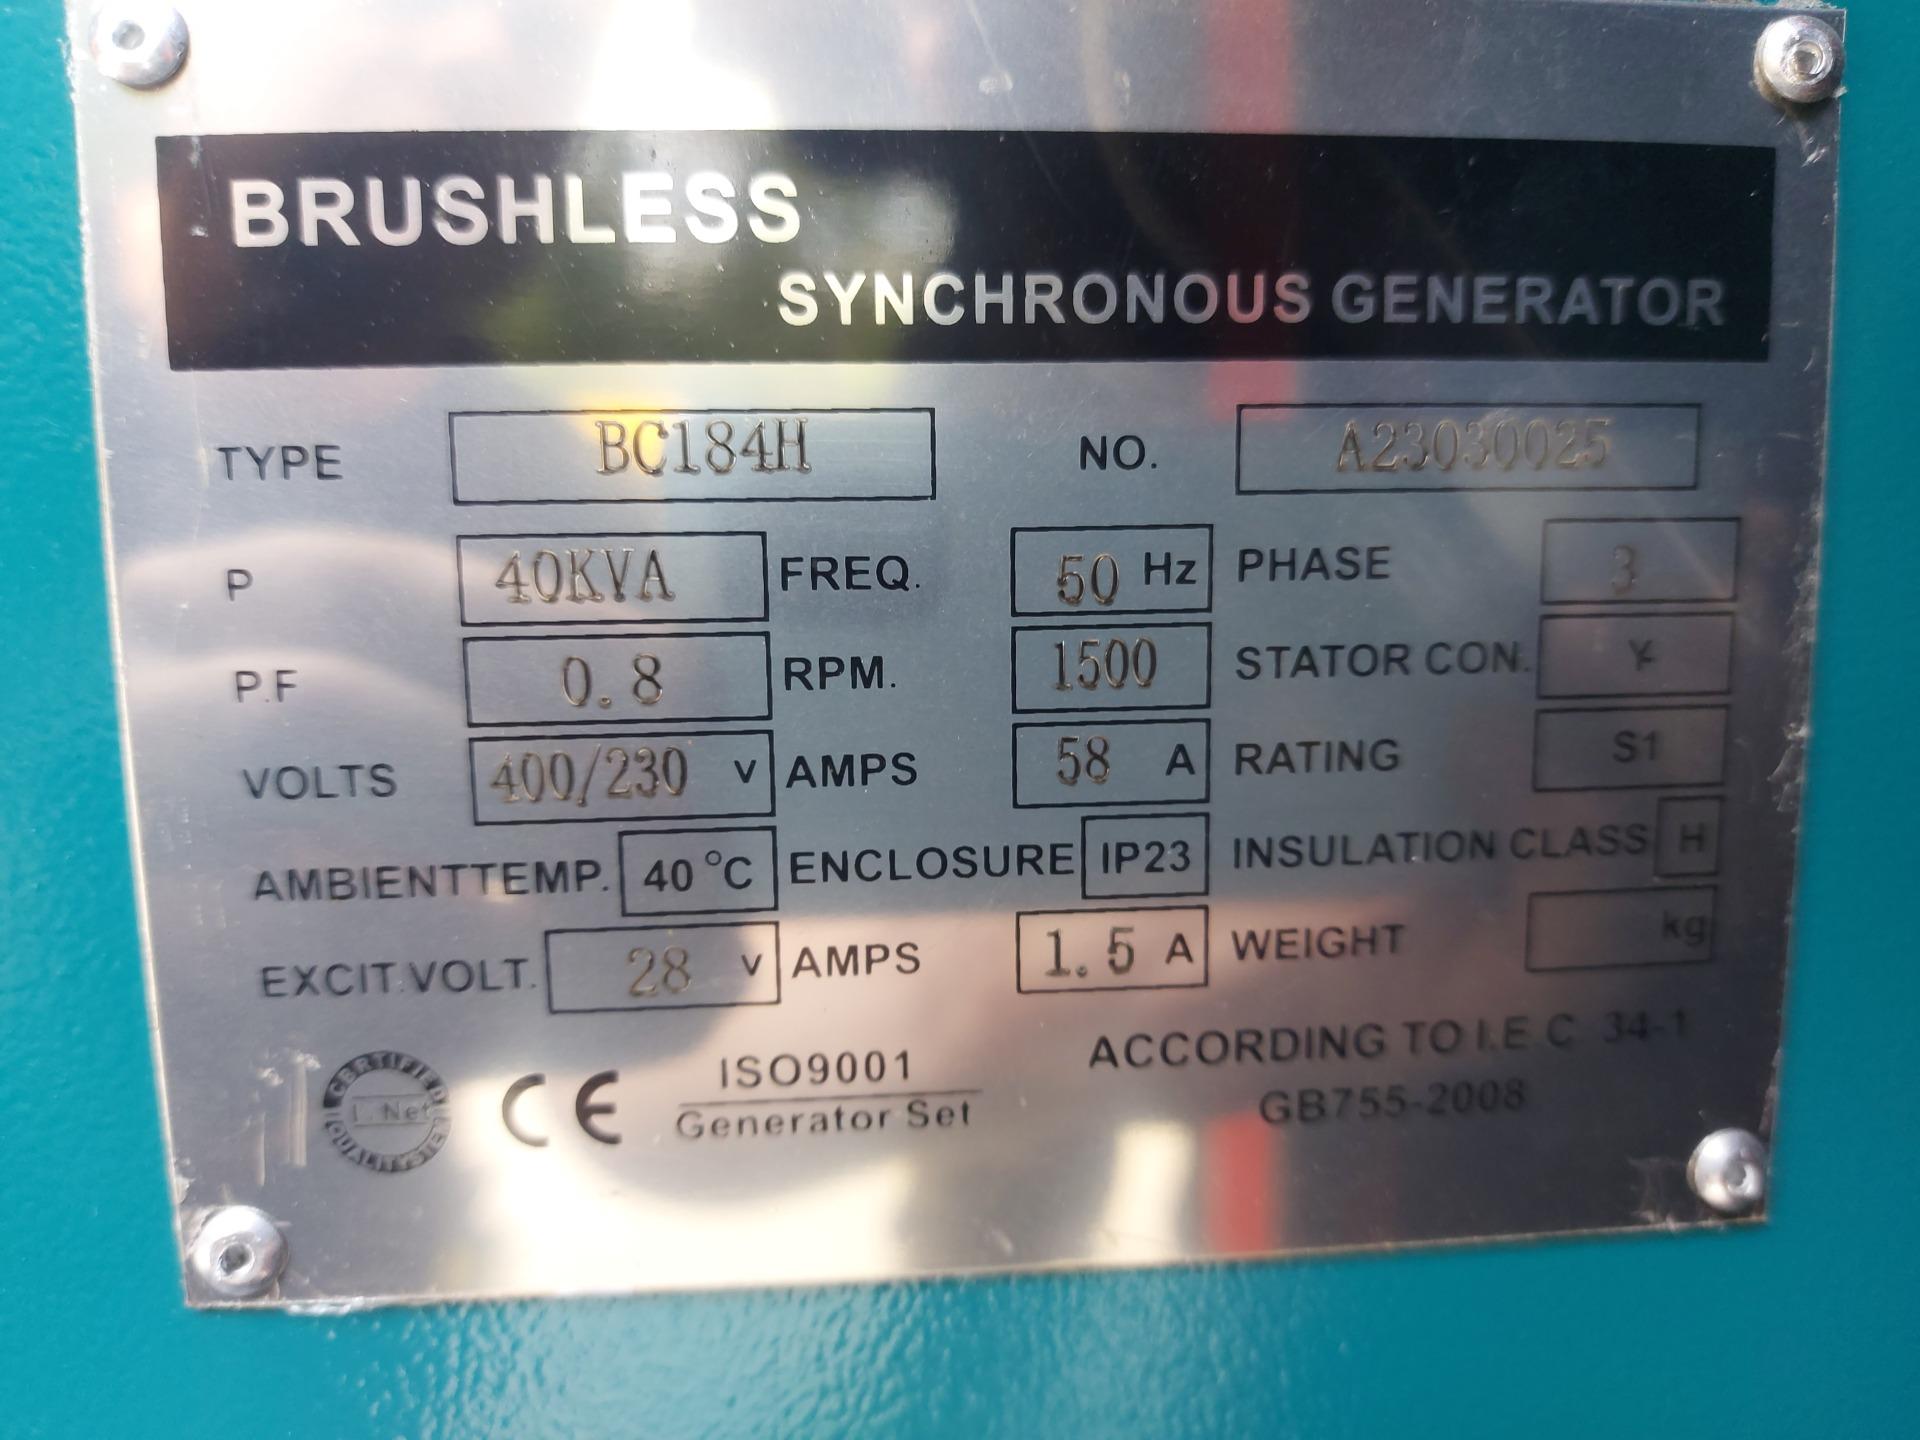 BRUSHLESS
SYNCHRONOUS GENERATOR
TYPE BC184H NO. A23030025
P 40KVA FREQ. 50 Hz PHASE 3
P.F 0.8 RPM. 1500 STATOR CON. Y
VOLTS 400/230 V AMPS 58 A RATING S1
AMBIENTTEMP. 40 °C ENCLOSURE IP23 INSULATION CLASS H
EXCIT.VOLT. 28 V AMPS 1.5 A WEIGHT kg
CERTIFIED
I.Net
CE
ISO9001
Generator Set
ACCORDING TO I.E.C 34-1
GB755-2008